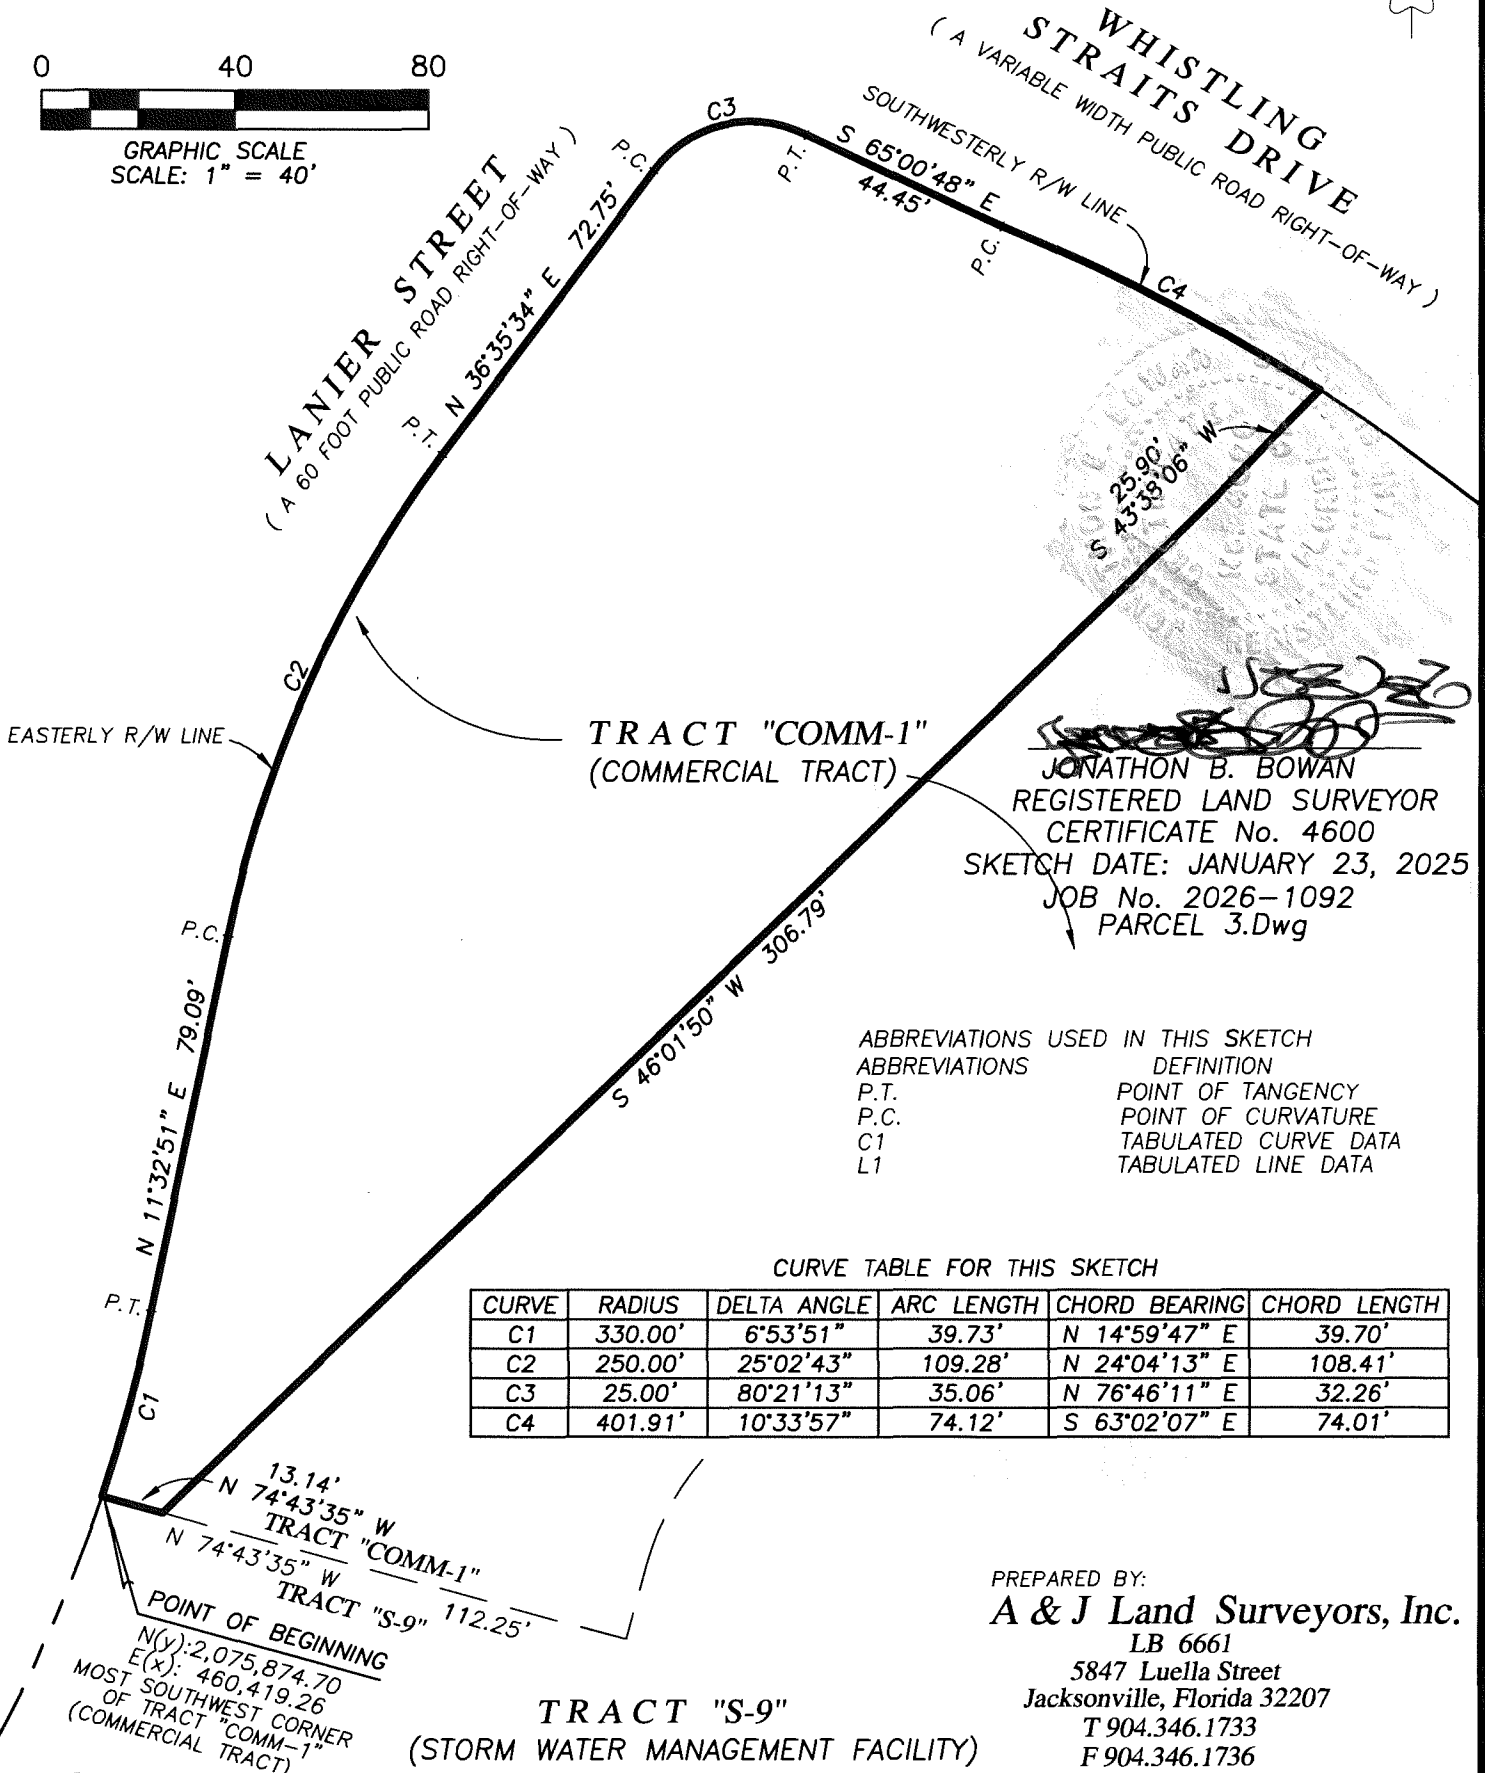 0 40 80
GRAPHIC SCALE
SCALE: 1" = 40'
WHISTLING
STRAITS DRIVE
( A VARIABLE WIDTH PUBLIC ROAD RIGHT-OF-WAY )
SOUTHWESTERLY R/W LINE
LANIER STREET
( A 60 FOOT PUBLIC ROAD RIGHT-OF-WAY )
C3
P.C.
P.T.
S 65°00'48" E
44.45'
P.C.
C4
N 36°35'34" E 72.75'
P.T.
25.90'
S 43°38'06" W
C2
EASTERLY R/W LINE
TRACT "COMM-1"
(COMMERCIAL TRACT)
JONATHON B. BOWAN
REGISTERED LAND SURVEYOR
CERTIFICATE No. 4600
SKETCH DATE: JANUARY 23, 2025
JOB No. 2026-1092
PARCEL 3.Dwg
P.C.
N 11°32'51" E 79.09'
P.T.
C1
S 46°01'50" W 306.79'
ABBREVIATIONS USED IN THIS SKETCH
ABBREVIATIONS DEFINITION
P.T. POINT OF TANGENCY
P.C. POINT OF CURVATURE
C1 TABULATED CURVE DATA
L1 TABULATED LINE DATA
CURVE TABLE FOR THIS SKETCH
CURVE RADIUS DELTA ANGLE ARC LENGTH CHORD BEARING CHORD LENGTH
C1 330.00' 6°53'51" 39.73' N 14°59'47" E 39.70'
C2 250.00' 25°02'43" 109.28' N 24°04'13" E 108.41'
C3 25.00' 80°21'13" 35.06' N 76°46'11" E 32.26'
C4 401.91' 10°33'57" 74.12' S 63°02'07" E 74.01'
13.14'
N 74°43'35" W
TRACT "COMM-1"
N 74°43'35" W 112.25'
TRACT "S-9"
POINT OF BEGINNING
N(y):2,075,874.70
E(x): 460,419.26
MOST SOUTHWEST CORNER
OF TRACT "COMM-1"
(COMMERCIAL TRACT)
TRACT "S-9"
(STORM WATER MANAGEMENT FACILITY)
PREPARED BY:
A & J Land Surveyors, Inc.
LB 6661
5847 Luella Street
Jacksonville, Florida 32207
T 904.346.1733
F 904.346.1736